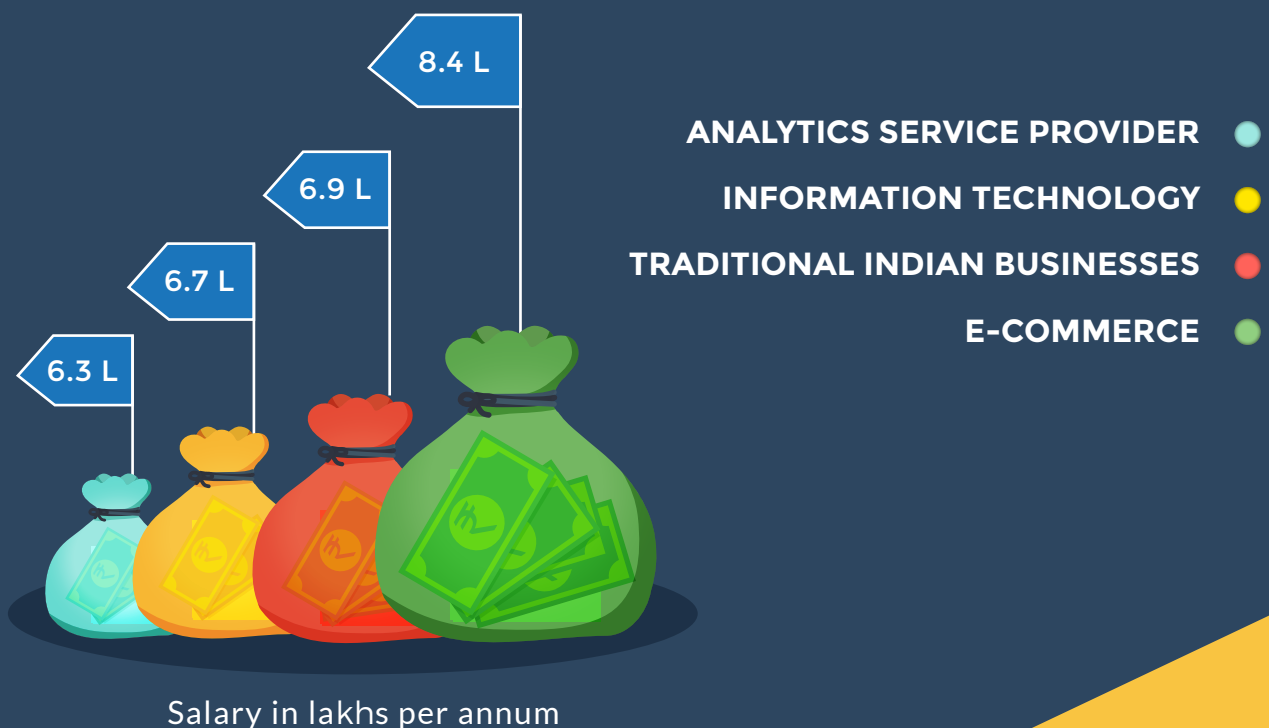 8.4 L
6.9 L
6.7 L
6.3 L
ANALYTICS SERVICE PROVIDER
INFORMATION TECHNOLOGY
TRADITIONAL INDIAN BUSINESSES
E-COMMERCE
Salary in lakhs per annum